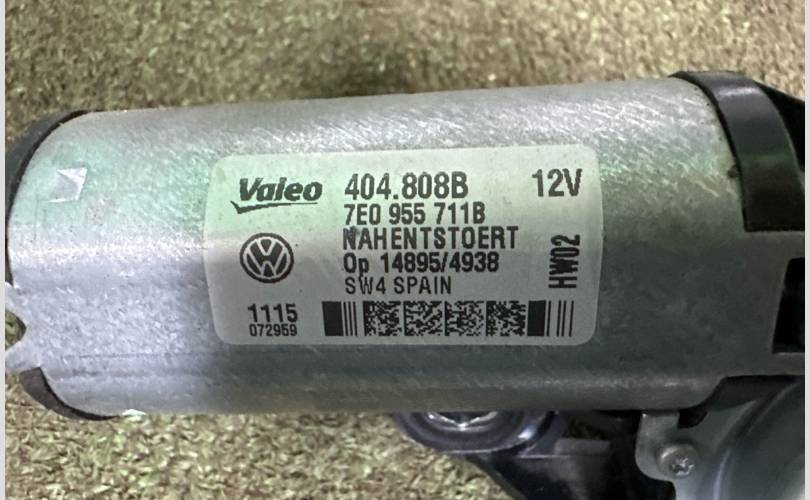 Valeo 404.808B 12V
7E0 955 711B
NAHENTSTOERT
Op 14895/4938
SW4 SPAIN
HW02
1115
072959